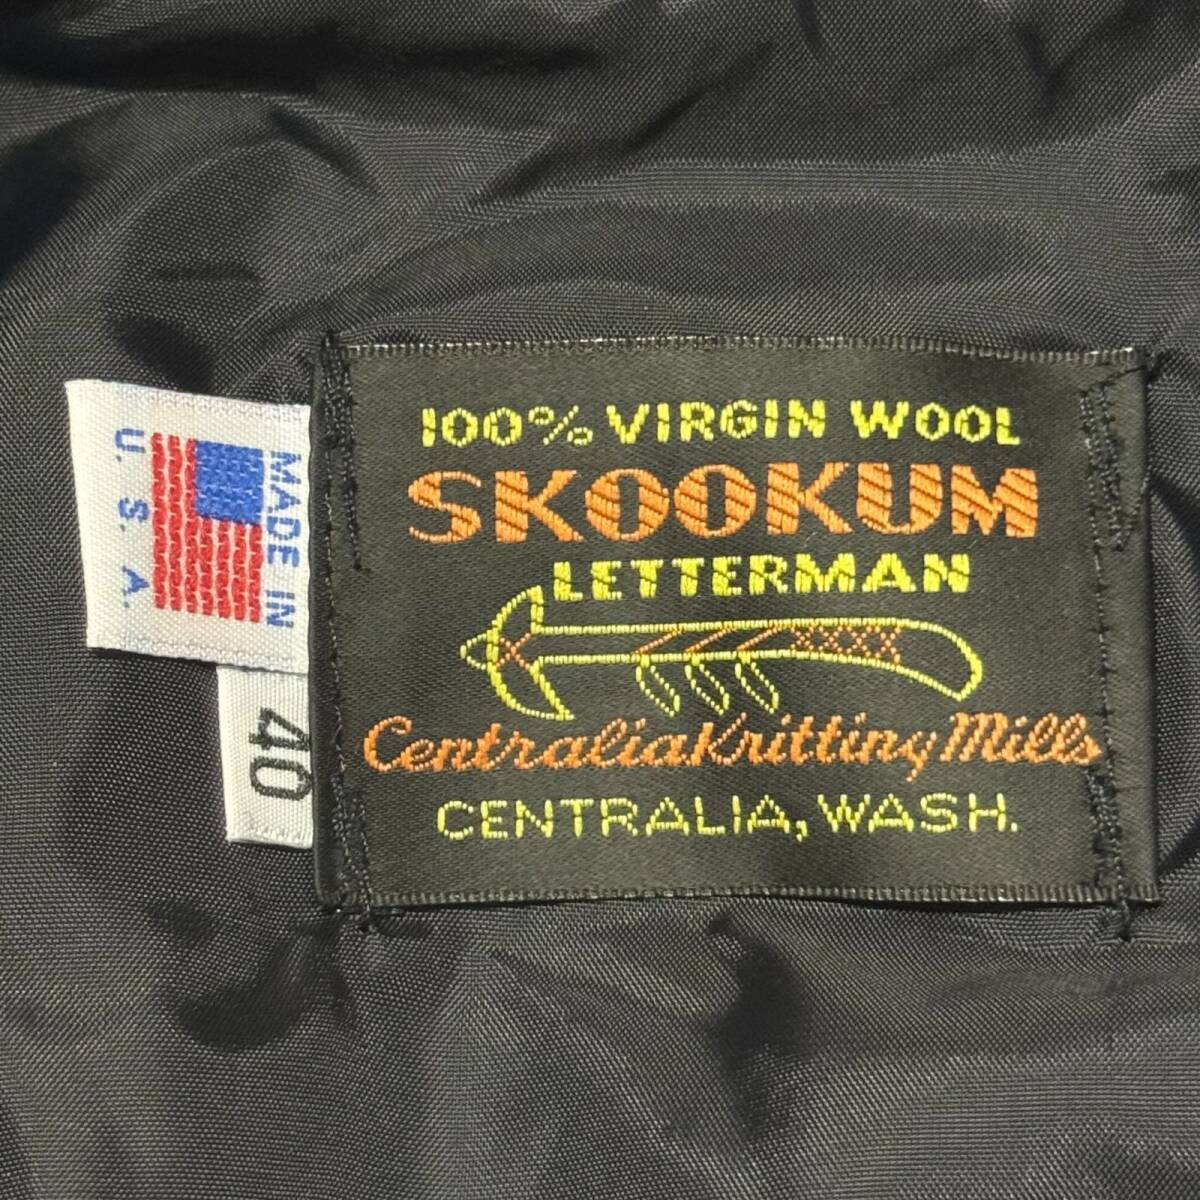 100% VIRGIN WOOL
SKOOKUM
LETTERMAN
Centralia Knitting Mills
CENTRALIA, WASH.
MADE IN
U. S. A.
40